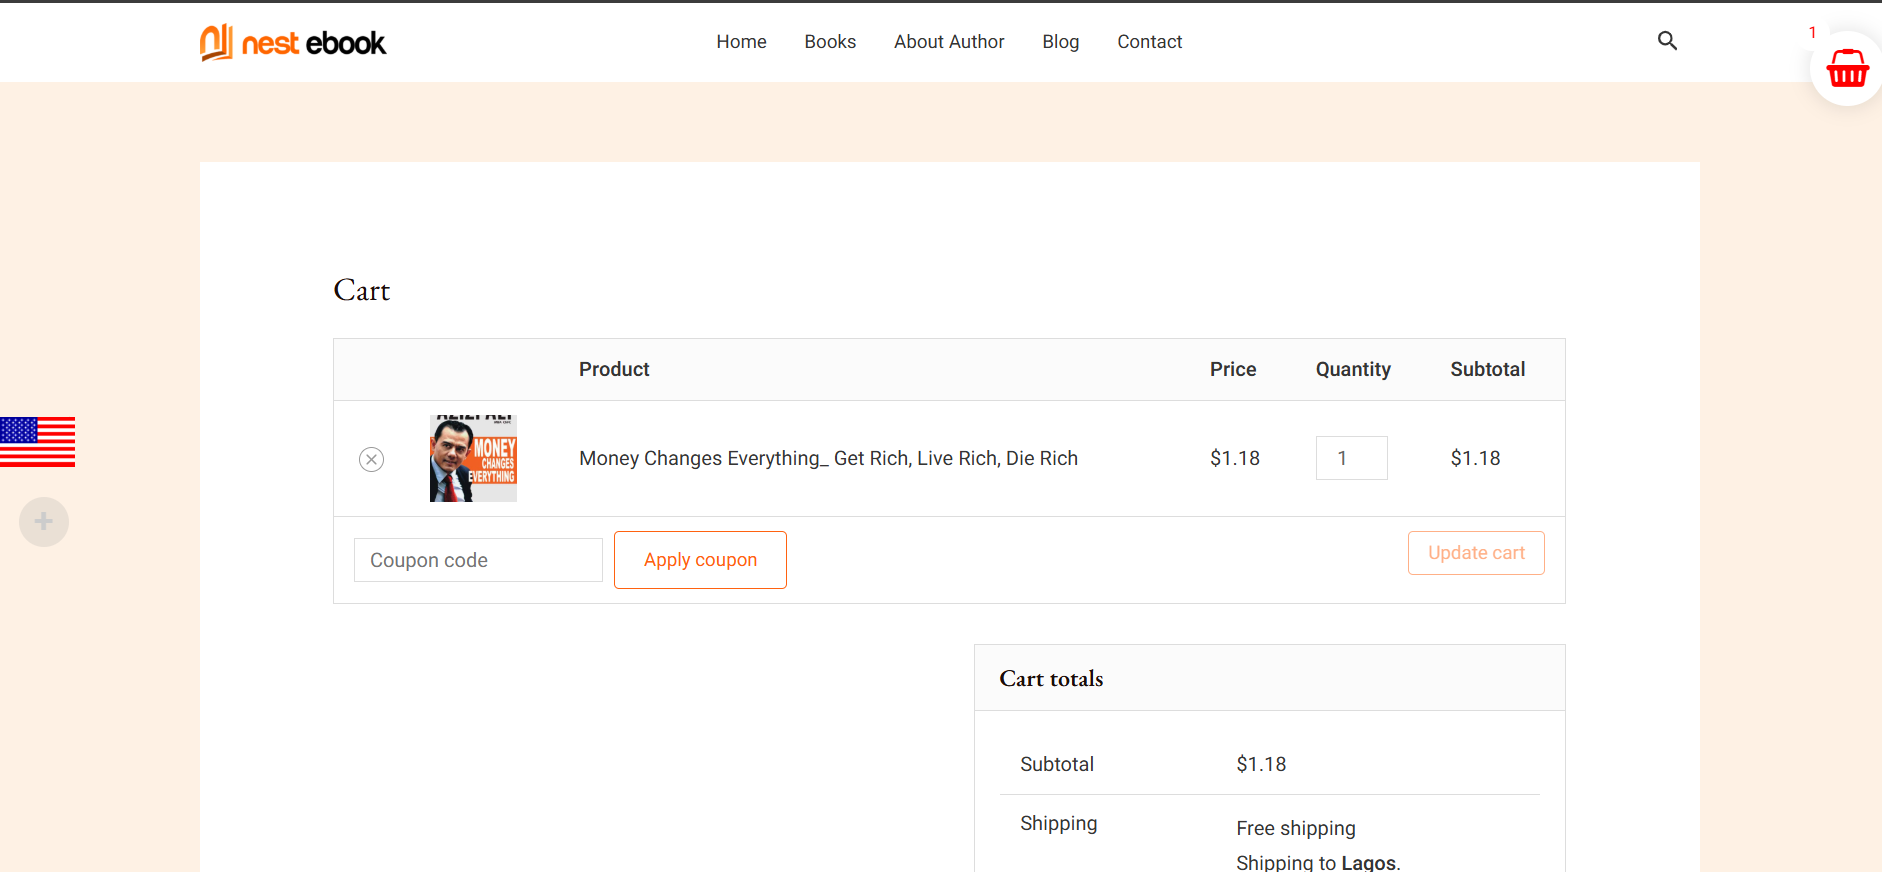 nest ebook
Home Books About Author Blog Contact
1
Cart
Product Price Quantity Subtotal
MONEY
CHANGES
EVERYTHING
Money Changes Everything_ Get Rich, Live Rich, Die Rich $1.18 1 $1.18
Coupon code Apply coupon Update cart
Cart totals
Subtotal $1.18
Shipping Free shipping
Shipping to Lagos.